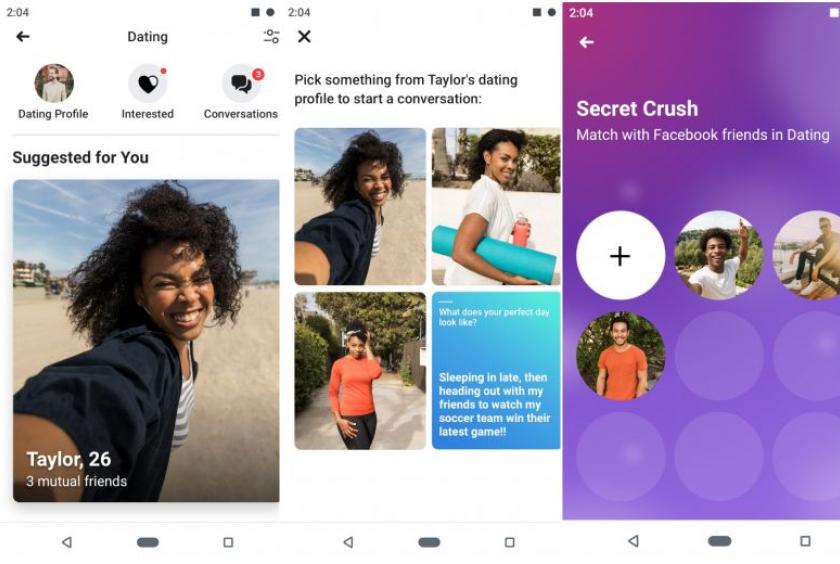 2:04
Dating
Dating Profile
Interested
3
Conversations
Suggested for You
Taylor, 26
3 mutual friends
2:04
Pick something from Taylor's dating
profile to start a conversation:
What does your perfect day
look like?
Sleeping in late, then
heading out with my
friends to watch my
soccer team win their
latest game!!
2:04
Secret Crush
Match with Facebook friends in Dating